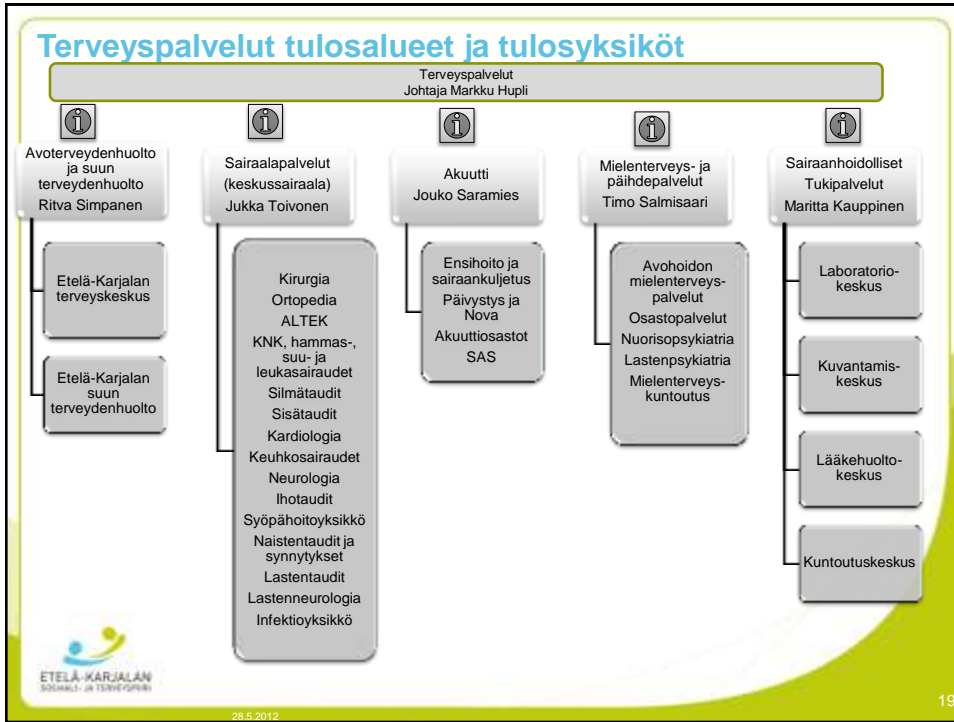 Terveyspalvelut tulosalueet ja tulosyksiköt
Terveyspalvelut
Johtaja Markku Hupli
Avoterveydenhuolto
ja suun
terveydenhuolto
Ritva Simpanen
Etelä-Karjalan
terveyskeskus
Etelä-Karjalan
suun
terveydenhuolto
Sairaalapalvelut
(keskussairaala)
Jukka Toivonen
Kirurgia
Ortopedia
ALTEK
KNK, hammas-,
suu- ja
leukasairaudet
Silmätaudit
Sisätaudit
Kardiologia
Keuhkosairaudet
Neurologia
Ihotaudit
Syöpähoitoyksikkö
Naistentaudit ja
synnytykset
Lastentaudit
Lastenneurologia
Infektioyksikkö
Akuutti
Jouko Saramies
Ensihoito ja
sairaankuljetus
Päivystys ja
Nova
Akuuttiosastot
SAS
Mielenterveys- ja
päihdepalvelut
Timo Salmisaari
Avohoidon
mielenterveys-
palvelut
Osastopalvelut
Nuorisopsykiatria
Lastenpsykiatria
Mielenterveys-
kuntoutus
Sairaanhoidolliset
Tukipalvelut
Maritta Kauppinen
Laboratorio-
keskus
Kuvantamis-
keskus
Lääkehuolto-
keskus
Kuntoutuskeskus
ETELÄ-KARJALAN
SOSIAALI- JA TERVEYSPIIRI
28.5.2012
19